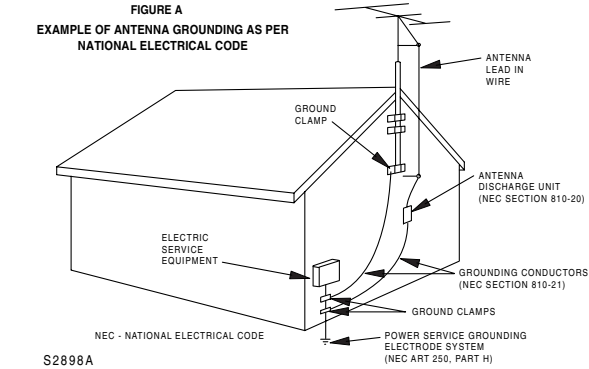 FIGURE A
EXAMPLE OF ANTENNA GROUNDING AS PER
NATIONAL ELECTRICAL CODE
ANTENNA
LEAD IN
WIRE
GROUND
CLAMP
ANTENNA
DISCHARGE UNIT
(NEC SECTION 810-20)
ELECTRIC
SERVICE
EQUIPMENT
GROUNDING CONDUCTORS
(NEC SECTION 810-21)
GROUND CLAMPS
NEC - NATIONAL ELECTRICAL CODE
POWER SERVICE GROUNDING
ELECTRODE SYSTEM
(NEC ART 250, PART H)
S2898A